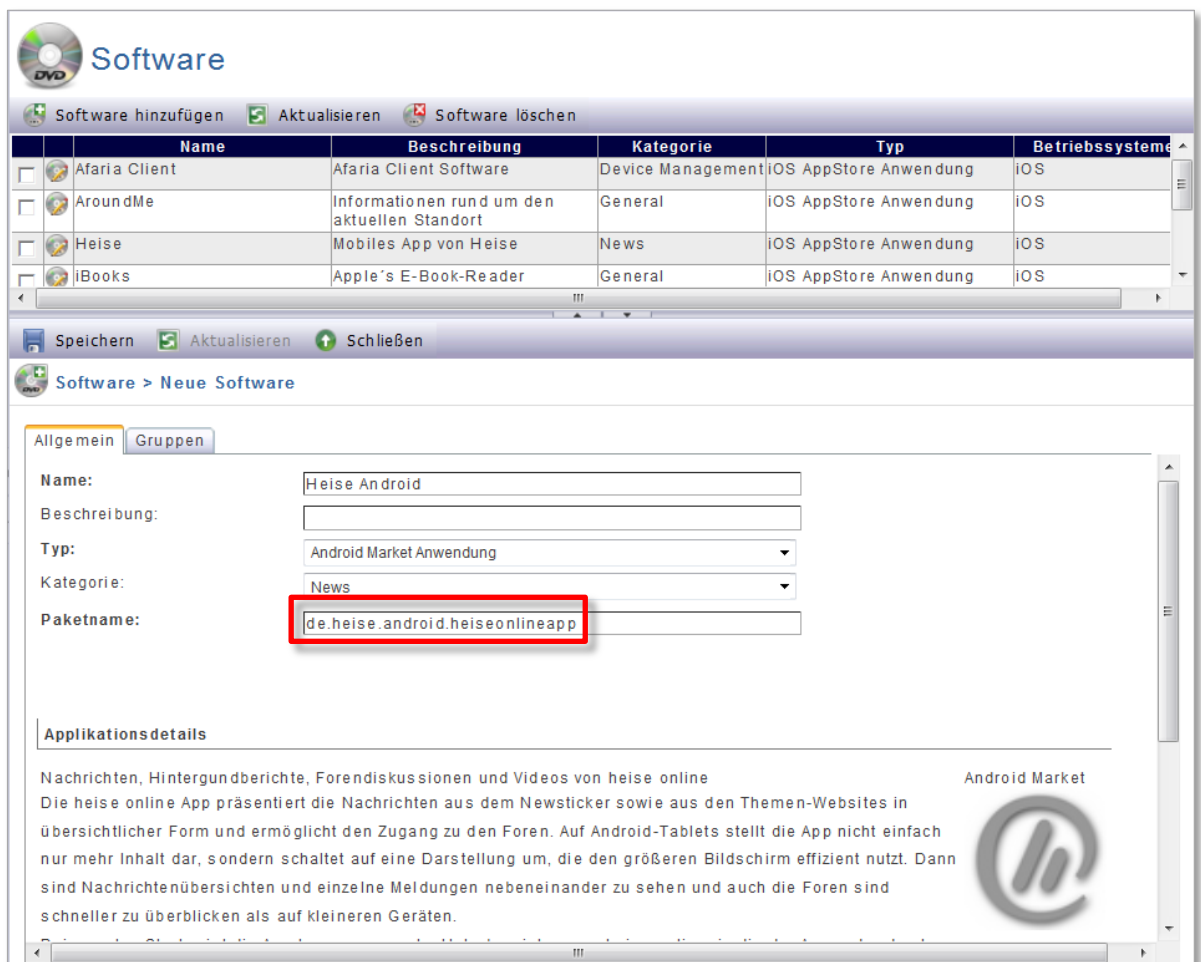 DVD
Software
Software hinzufügen Aktualisieren Software löschen
Name Beschreibung Kategorie Typ Betriebssysteme
Afaria Client Afaria Client Software Device Management iOS AppStore Anwendung iOS
AroundMe Informationen rund um den aktuellen Standort General iOS AppStore Anwendung iOS
Heise Mobiles App von Heise News iOS AppStore Anwendung iOS
iBooks Apple´s E-Book-Reader General iOS AppStore Anwendung iOS
Speichern Aktualisieren Schließen
Software > Neue Software
Allgemein Gruppen
Name: Heise Android
Beschreibung:
Typ: Android Market Anwendung
Kategorie: News
Paketname: de.heise.android.heiseonlineapp
Applikationsdetails
Nachrichten, Hintergundberichte, Forendiskussionen und Videos von heise online Android Market
Die heise online App präsentiert die Nachrichten aus dem Newsticker sowie aus den Themen-Websites in
übersichtlicher Form und ermöglicht den Zugang zu den Foren. Auf Android-Tablets stellt die App nicht einfach
nur mehr Inhalt dar, sondern schaltet auf eine Darstellung um, die den größeren Bildschirm effizient nutzt. Dann
sind Nachrichtenübersichten und einzelne Meldungen nebeneinander zu sehen und auch die Foren sind
schneller zu überblicken als auf kleineren Geräten.